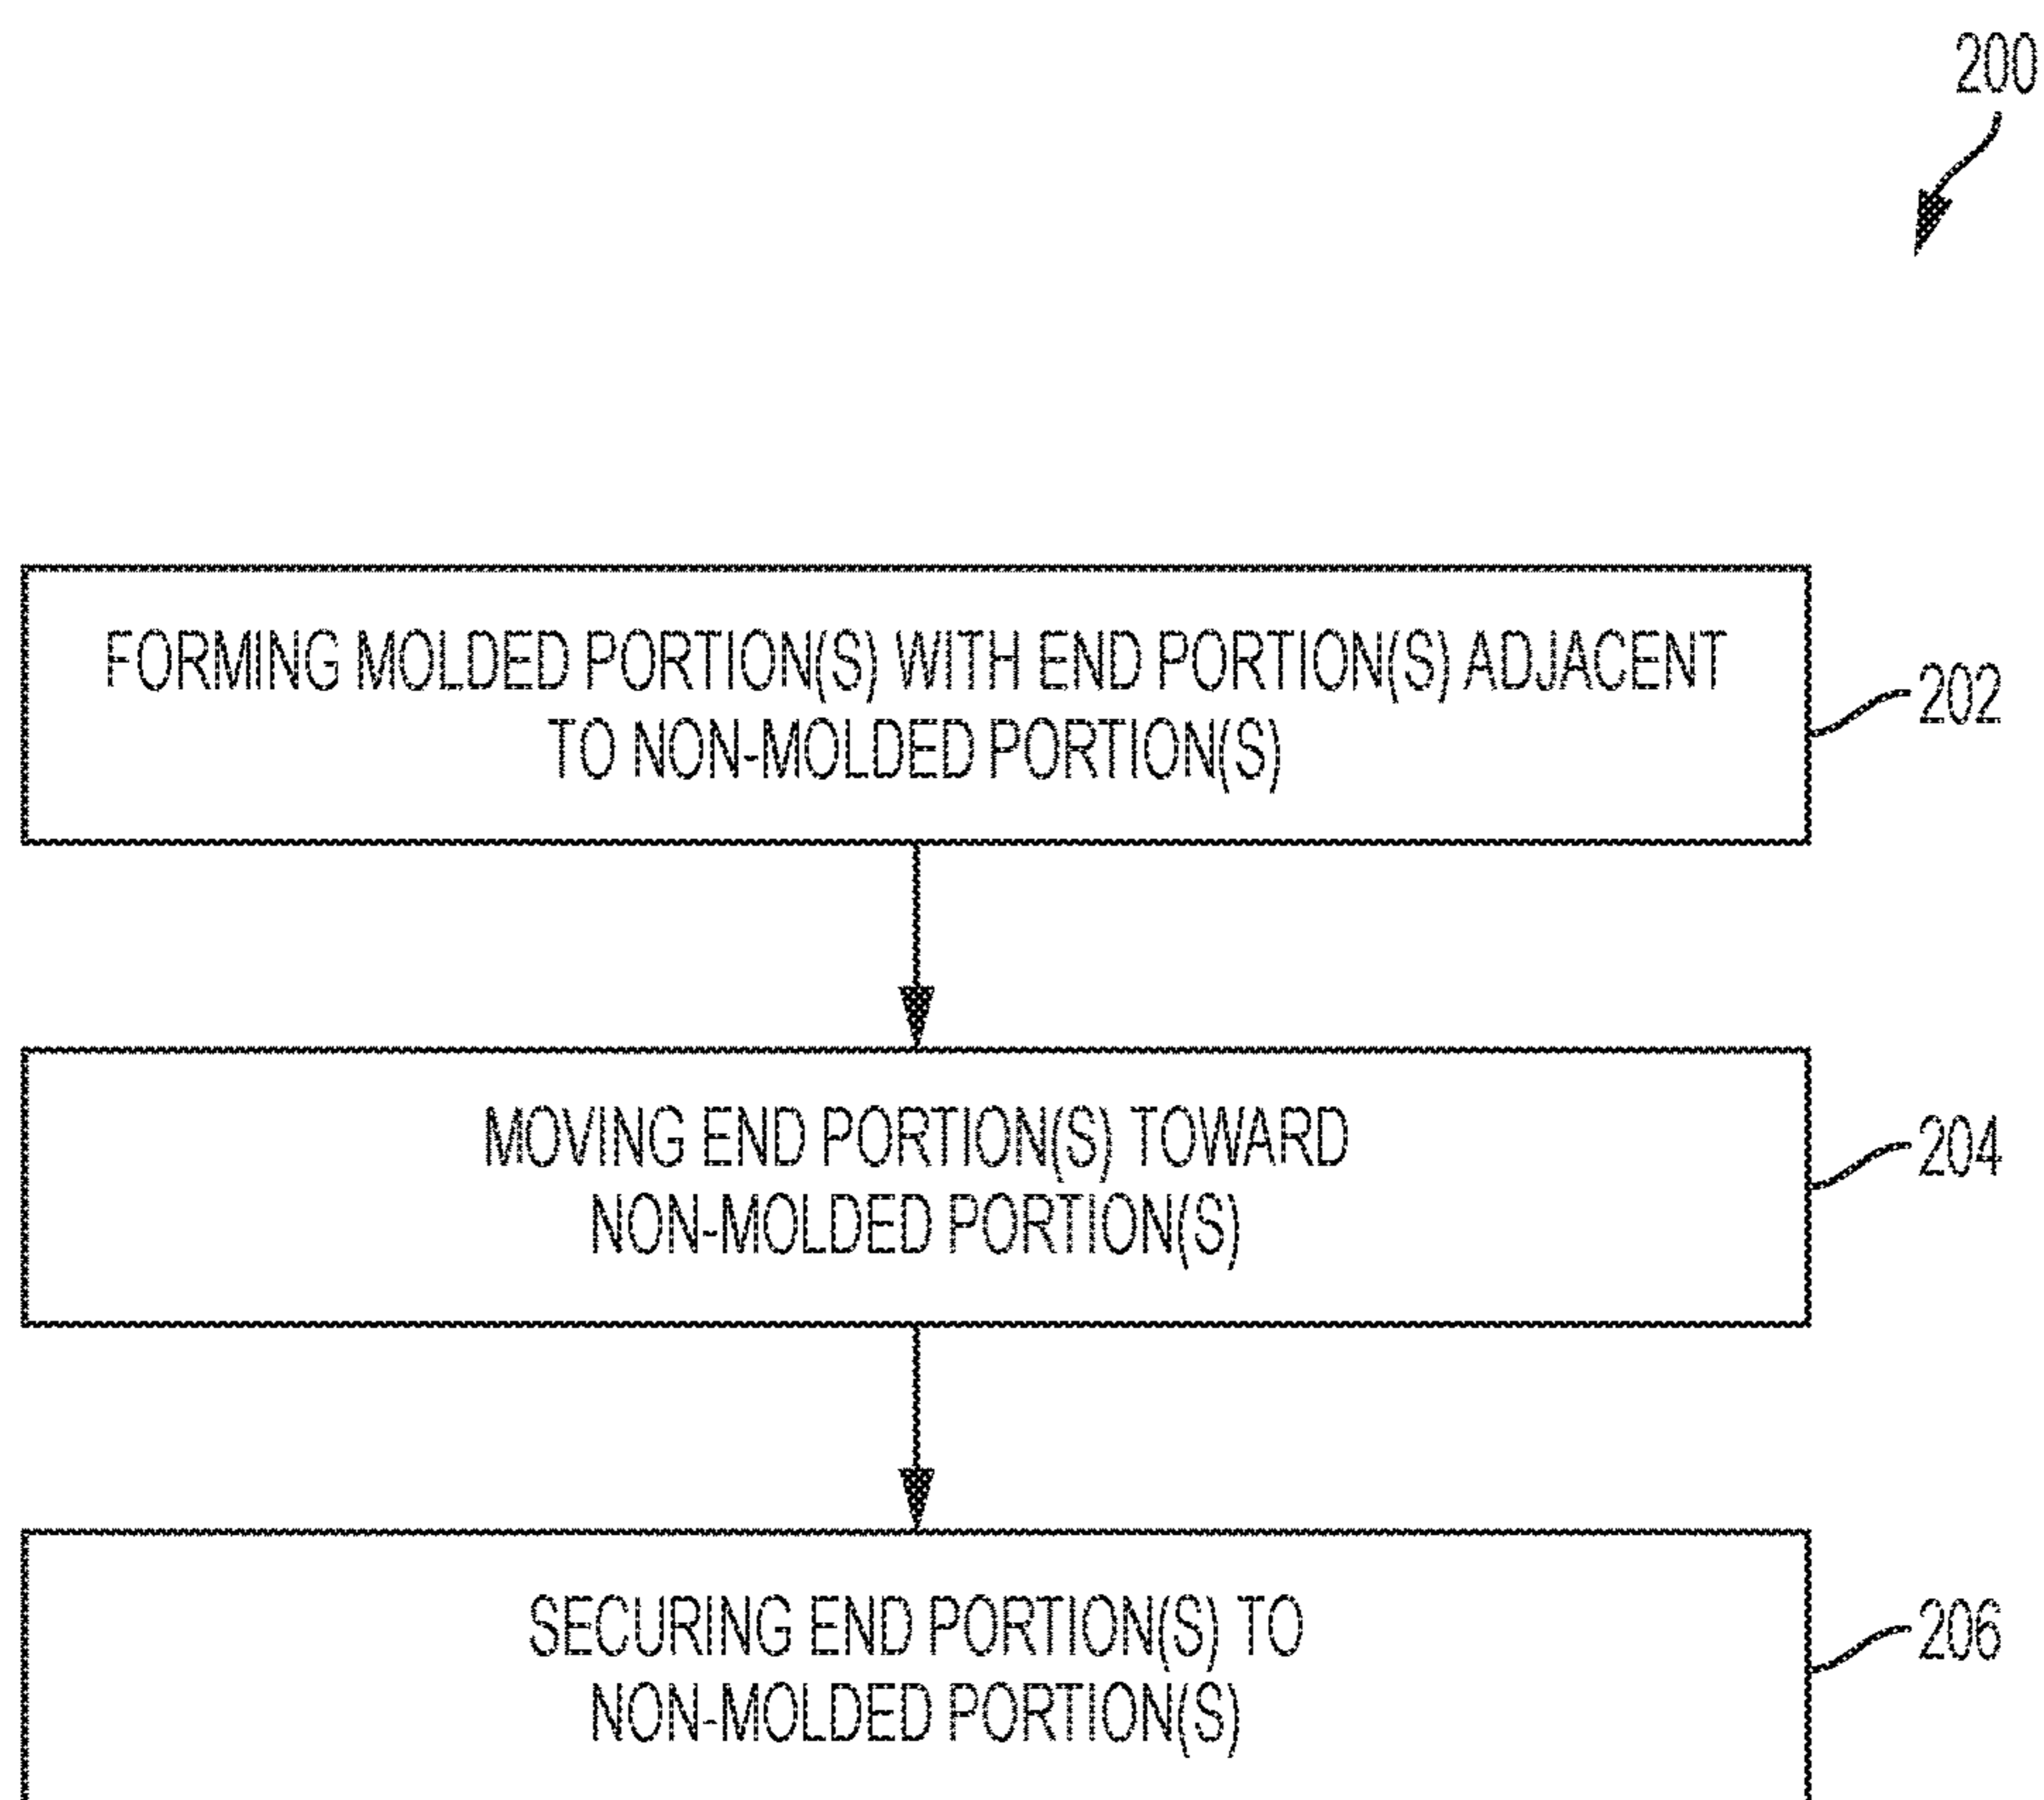 200
FORMING MOLDED PORTION(S) WITH END PORTION(S) ADJACENT
TO NON-MOLDED PORTION(S)
202
MOVING END PORTION(S) TOWARD
NON-MOLDED PORTION(S)
204
SECURING END PORTION(S) TO
NON-MOLDED PORTION(S)
206